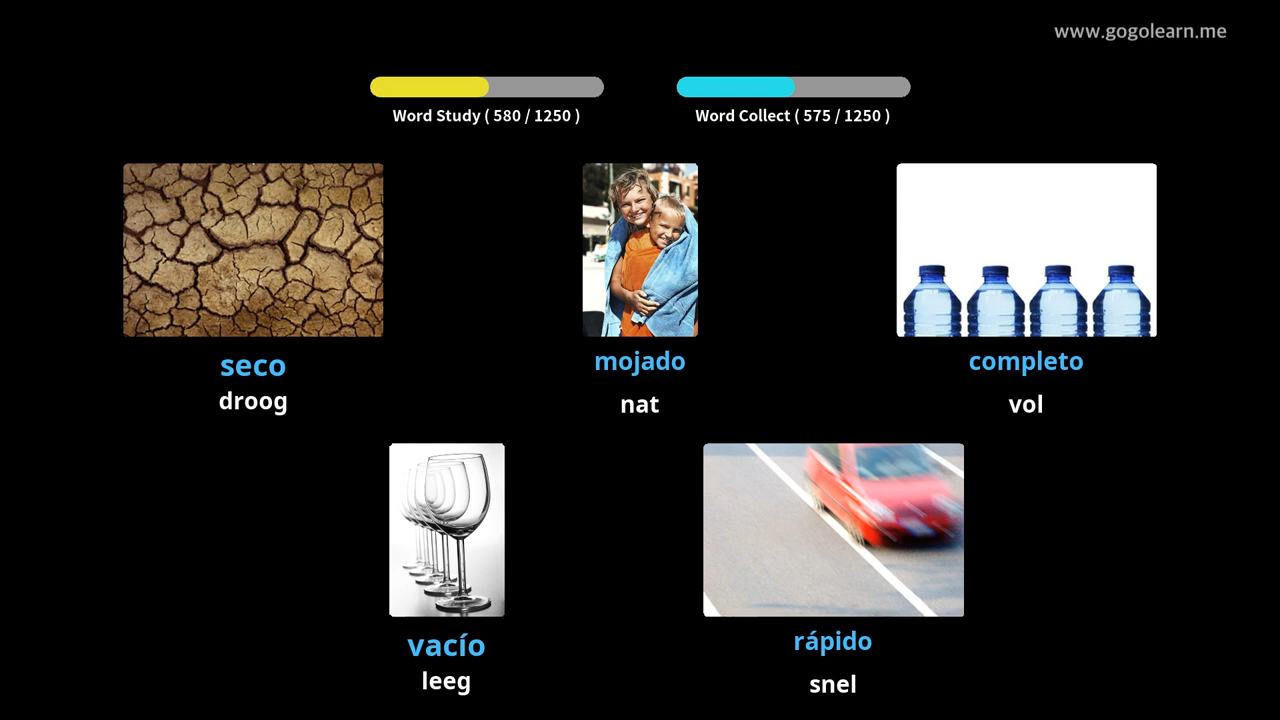 www.gogolearn.me
Word Study ( 580 / 1250 )
Word Collect ( 575 / 1250 )
seco
droog
mojado
nat
completo
vol
vacío
leeg
rápido
snel